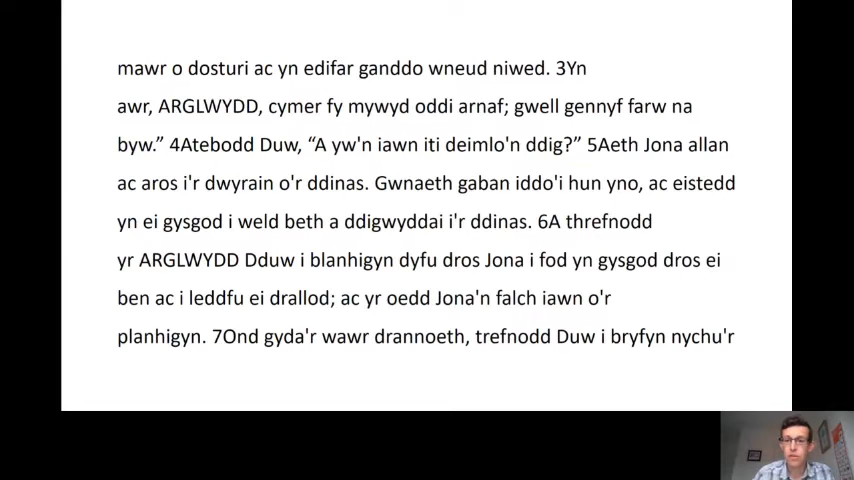 mawr o dosturi ac yn edifar ganddo wneud niwed. 3Yn
awr, ARGLWYDD, cymer fy mywyd oddi arnaf; gwell gennyf farw na
byw.” 4Atebodd Duw, “A yw'n iawn iti deimlo'n ddig?” 5Aeth Jona allan
ac aros i'r dwyrain o'r ddinas. Gwnaeth gaban iddo'i hun yno, ac eistedd
yn ei gysgod i weld beth a ddigwyddai i'r ddinas. 6A threfnodd
yr ARGLWYDD Dduw i blanhigyn dyfu dros Jona i fod yn gysgod dros ei
ben ac i leddfu ei drallod; ac yr oedd Jona'n falch iawn o'r
planhigyn. 7Ond gyda'r wawr drannoeth, trefnodd Duw i bryfyn nychu'r